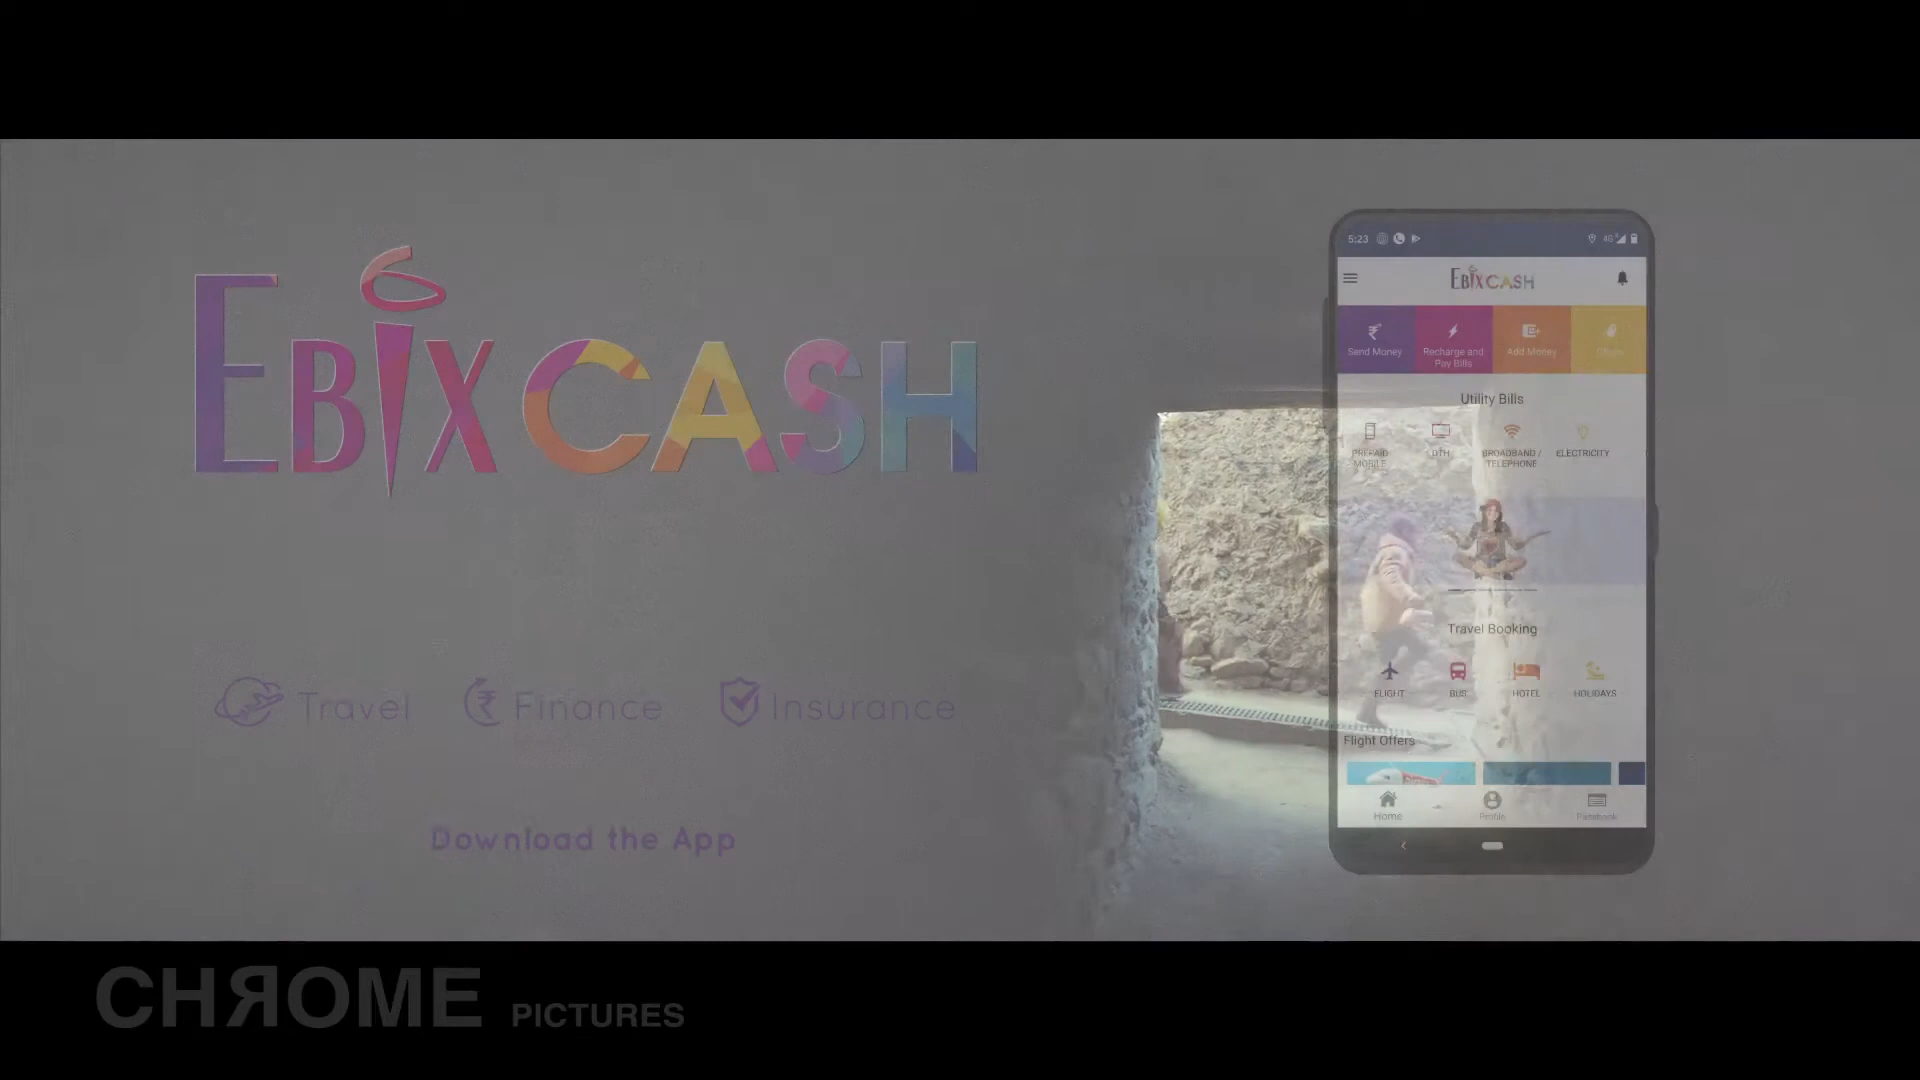 EBIXCASH
Travel
Finance
Insurance
Download the App
5:23
4G
EBIXCASH
Send Money
Recharge and
Pay Bills
Add Money
Utility Bills
PREPAID
MOBILE
DTH
BROADBAND /
TELEPHONE
ELECTRICITY
Travel Booking
FLIGHT
BUS
HOTEL
HOLIDAYS
Flight Offers
Home
Profile
Passbook
CHROME PICTURES